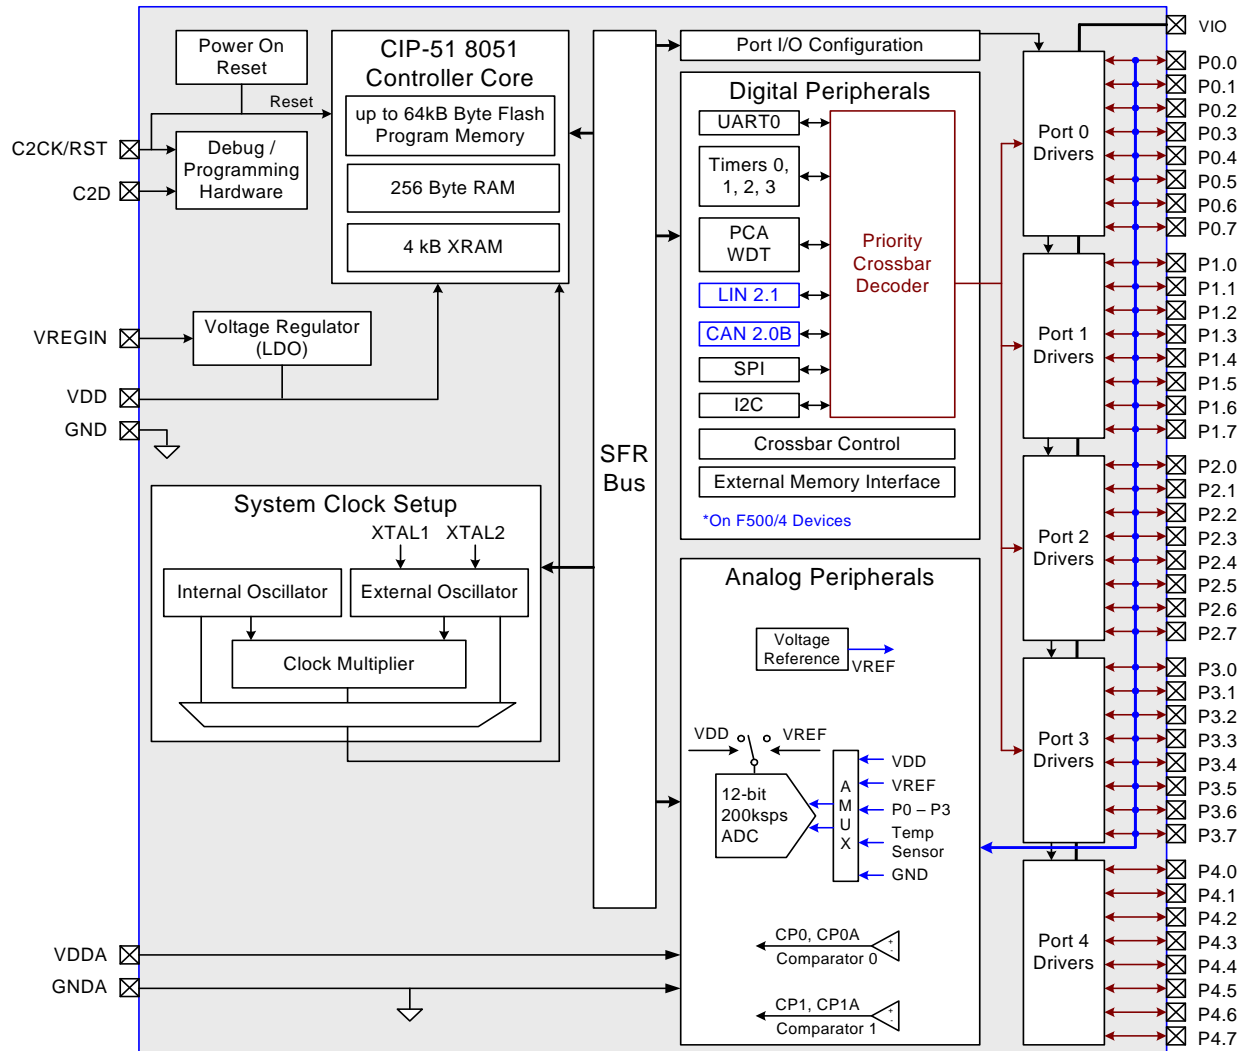 Power On
Reset
Reset
C2CK/RST
C2D
Debug /
Programming
Hardware
CIP-51 8051
Controller Core
up to 64kB Byte Flash
Program Memory
256 Byte RAM
4 kB XRAM
VREGIN
Voltage Regulator
(LDO)
VDD
GND
System Clock Setup
XTAL1
XTAL2
Internal Oscillator
External Oscillator
Clock Multiplier
VDDA
GNDA
SFR
Bus
Port I/O Configuration
Digital Peripherals
UART0
Timers 0,
1, 2, 3
PCA
WDT
LIN 2.1
CAN 2.0B
SPI
I2C
Priority
Crossbar
Decoder
Crossbar Control
External Memory Interface
*On F500/4 Devices
Analog Peripherals
Voltage
Reference
VREF
VDD
VREF
12-bit
200ksps
ADC
A
M
U
X
VDD
VREF
P0 – P3
Temp
Sensor
GND
CP0, CP0A
Comparator 0
+
-
CP1, CP1A
Comparator 1
+
-
Port 0
Drivers
Port 1
Drivers
Port 2
Drivers
Port 3
Drivers
Port 4
Drivers
VIO
P0.0
P0.1
P0.2
P0.3
P0.4
P0.5
P0.6
P0.7
P1.0
P1.1
P1.2
P1.3
P1.4
P1.5
P1.6
P1.7
P2.0
P2.1
P2.2
P2.3
P2.4
P2.5
P2.6
P2.7
P3.0
P3.1
P3.2
P3.3
P3.4
P3.5
P3.6
P3.7
P4.0
P4.1
P4.2
P4.3
P4.4
P4.5
P4.6
P4.7